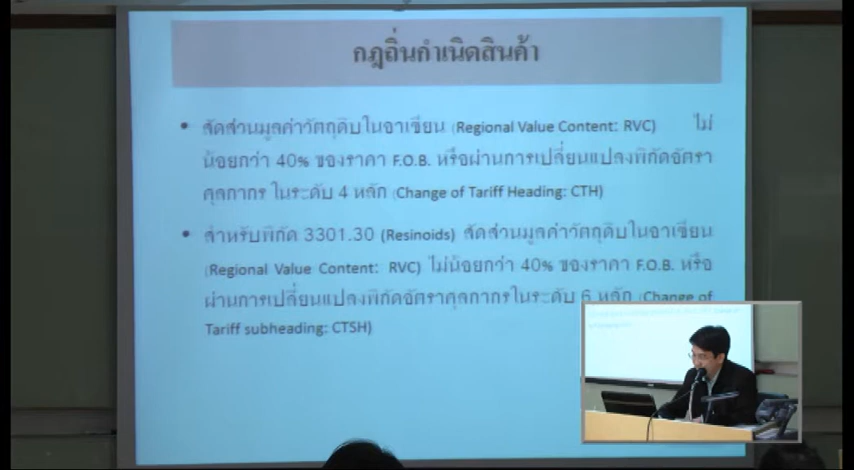 กฎถิ่นกำเนิดสินค้า
• สัดส่วนมูลค่าวัตถุดิบในอาเซียน (Regional Value Content: RVC) ไม่
น้อยกว่า 40% ของราคา F.O.B. หรือผ่านการเปลี่ยนแปลงพิกัดอัตรา
ศุลกากร ในระดับ 4 หลัก (Change of Tariff Heading: CTH)
• สำหรับพิกัด 3301.30 (Resinoids) สัดส่วนมูลค่าวัตถุดิบในอาเซียน
(Regional Value Content: RVC) ไม่น้อยกว่า 40% ของราคา F.O.B. หรือ
ผ่านการเปลี่ยนแปลงพิกัดอัตราศุลกากรในระดับ 6 หลัก (Change of
Tariff subheading: CTSH)